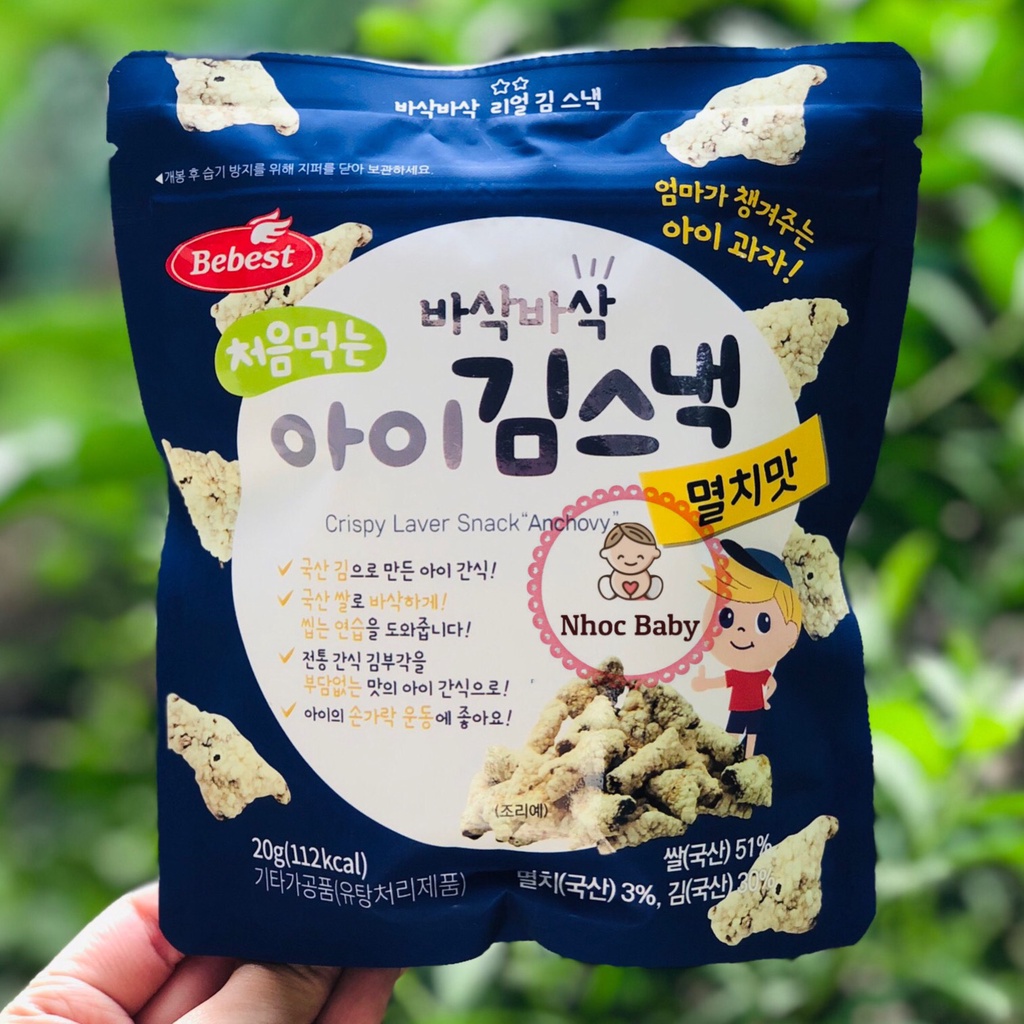 바삭바삭 리얼 김 스낵
◀개봉 후 습기 방지를 위해 지퍼를 닫아 보관하세요.
엄마가 챙겨주는
아이 과자!
Bebest
처음먹는
바삭바삭
아이김스낵
멸치맛
Crispy Laver Snack "Anchovy"
✓ 국산 김으로 만든 아이 간식!
✓ 국산 쌀로 바삭하게!
씹는 연습을 도와줍니다!
✓ 전통 간식 김부각을
부담없는 맛의 아이 간식으로!
✓ 아이의 손가락 운동에 좋아요!
Nhoc Baby
(조리예)
20g(112kcal)
기타가공품(유탕처리제품)
쌀(국산) 51%
멸치(국산) 3%, 김(국산) 30%